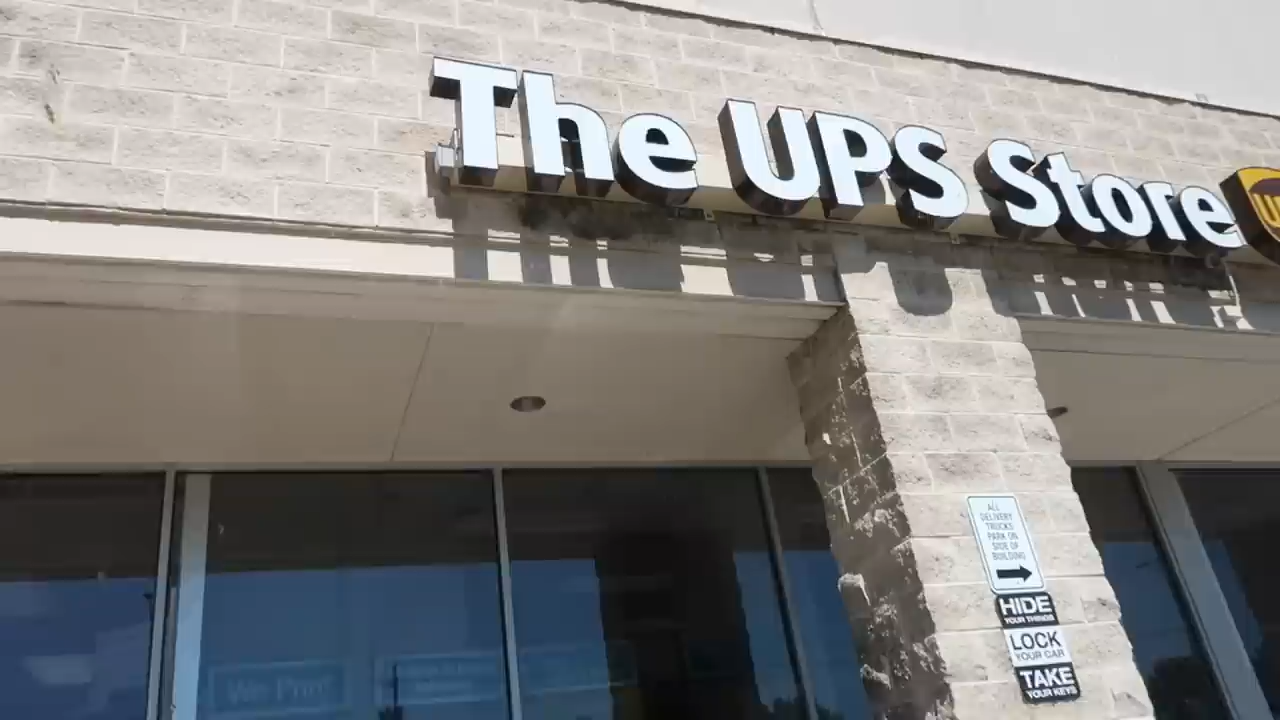 The UPS Store
ALL
DELIVERY
TRUCKS
PARK ON
SIDE OF
BUILDING
HIDE
YOUR THINGS
LOCK
YOUR CAR
TAKE
YOUR KEYS
We Print